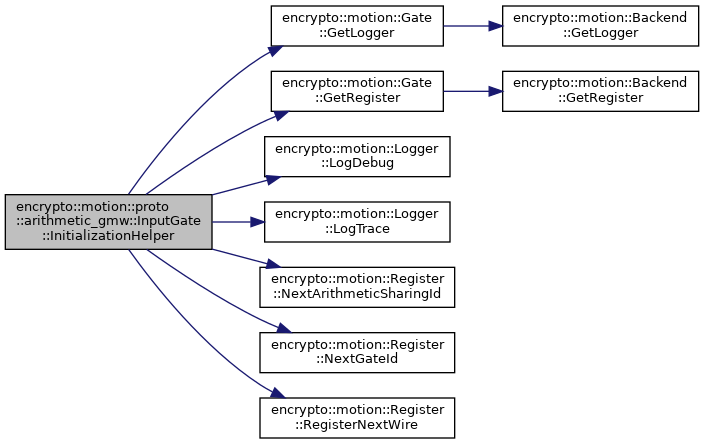 encrypto::motion::Gate
::GetLogger
encrypto::motion::Backend
::GetLogger
encrypto::motion::Gate
::GetRegister
encrypto::motion::Backend
::GetRegister
encrypto::motion::Logger
::LogDebug
encrypto::motion::proto
::arithmetic_gmw::InputGate
::InitializationHelper
encrypto::motion::Logger
::LogTrace
encrypto::motion::Register
::NextArithmeticSharingId
encrypto::motion::Register
::NextGateId
encrypto::motion::Register
::RegisterNextWire